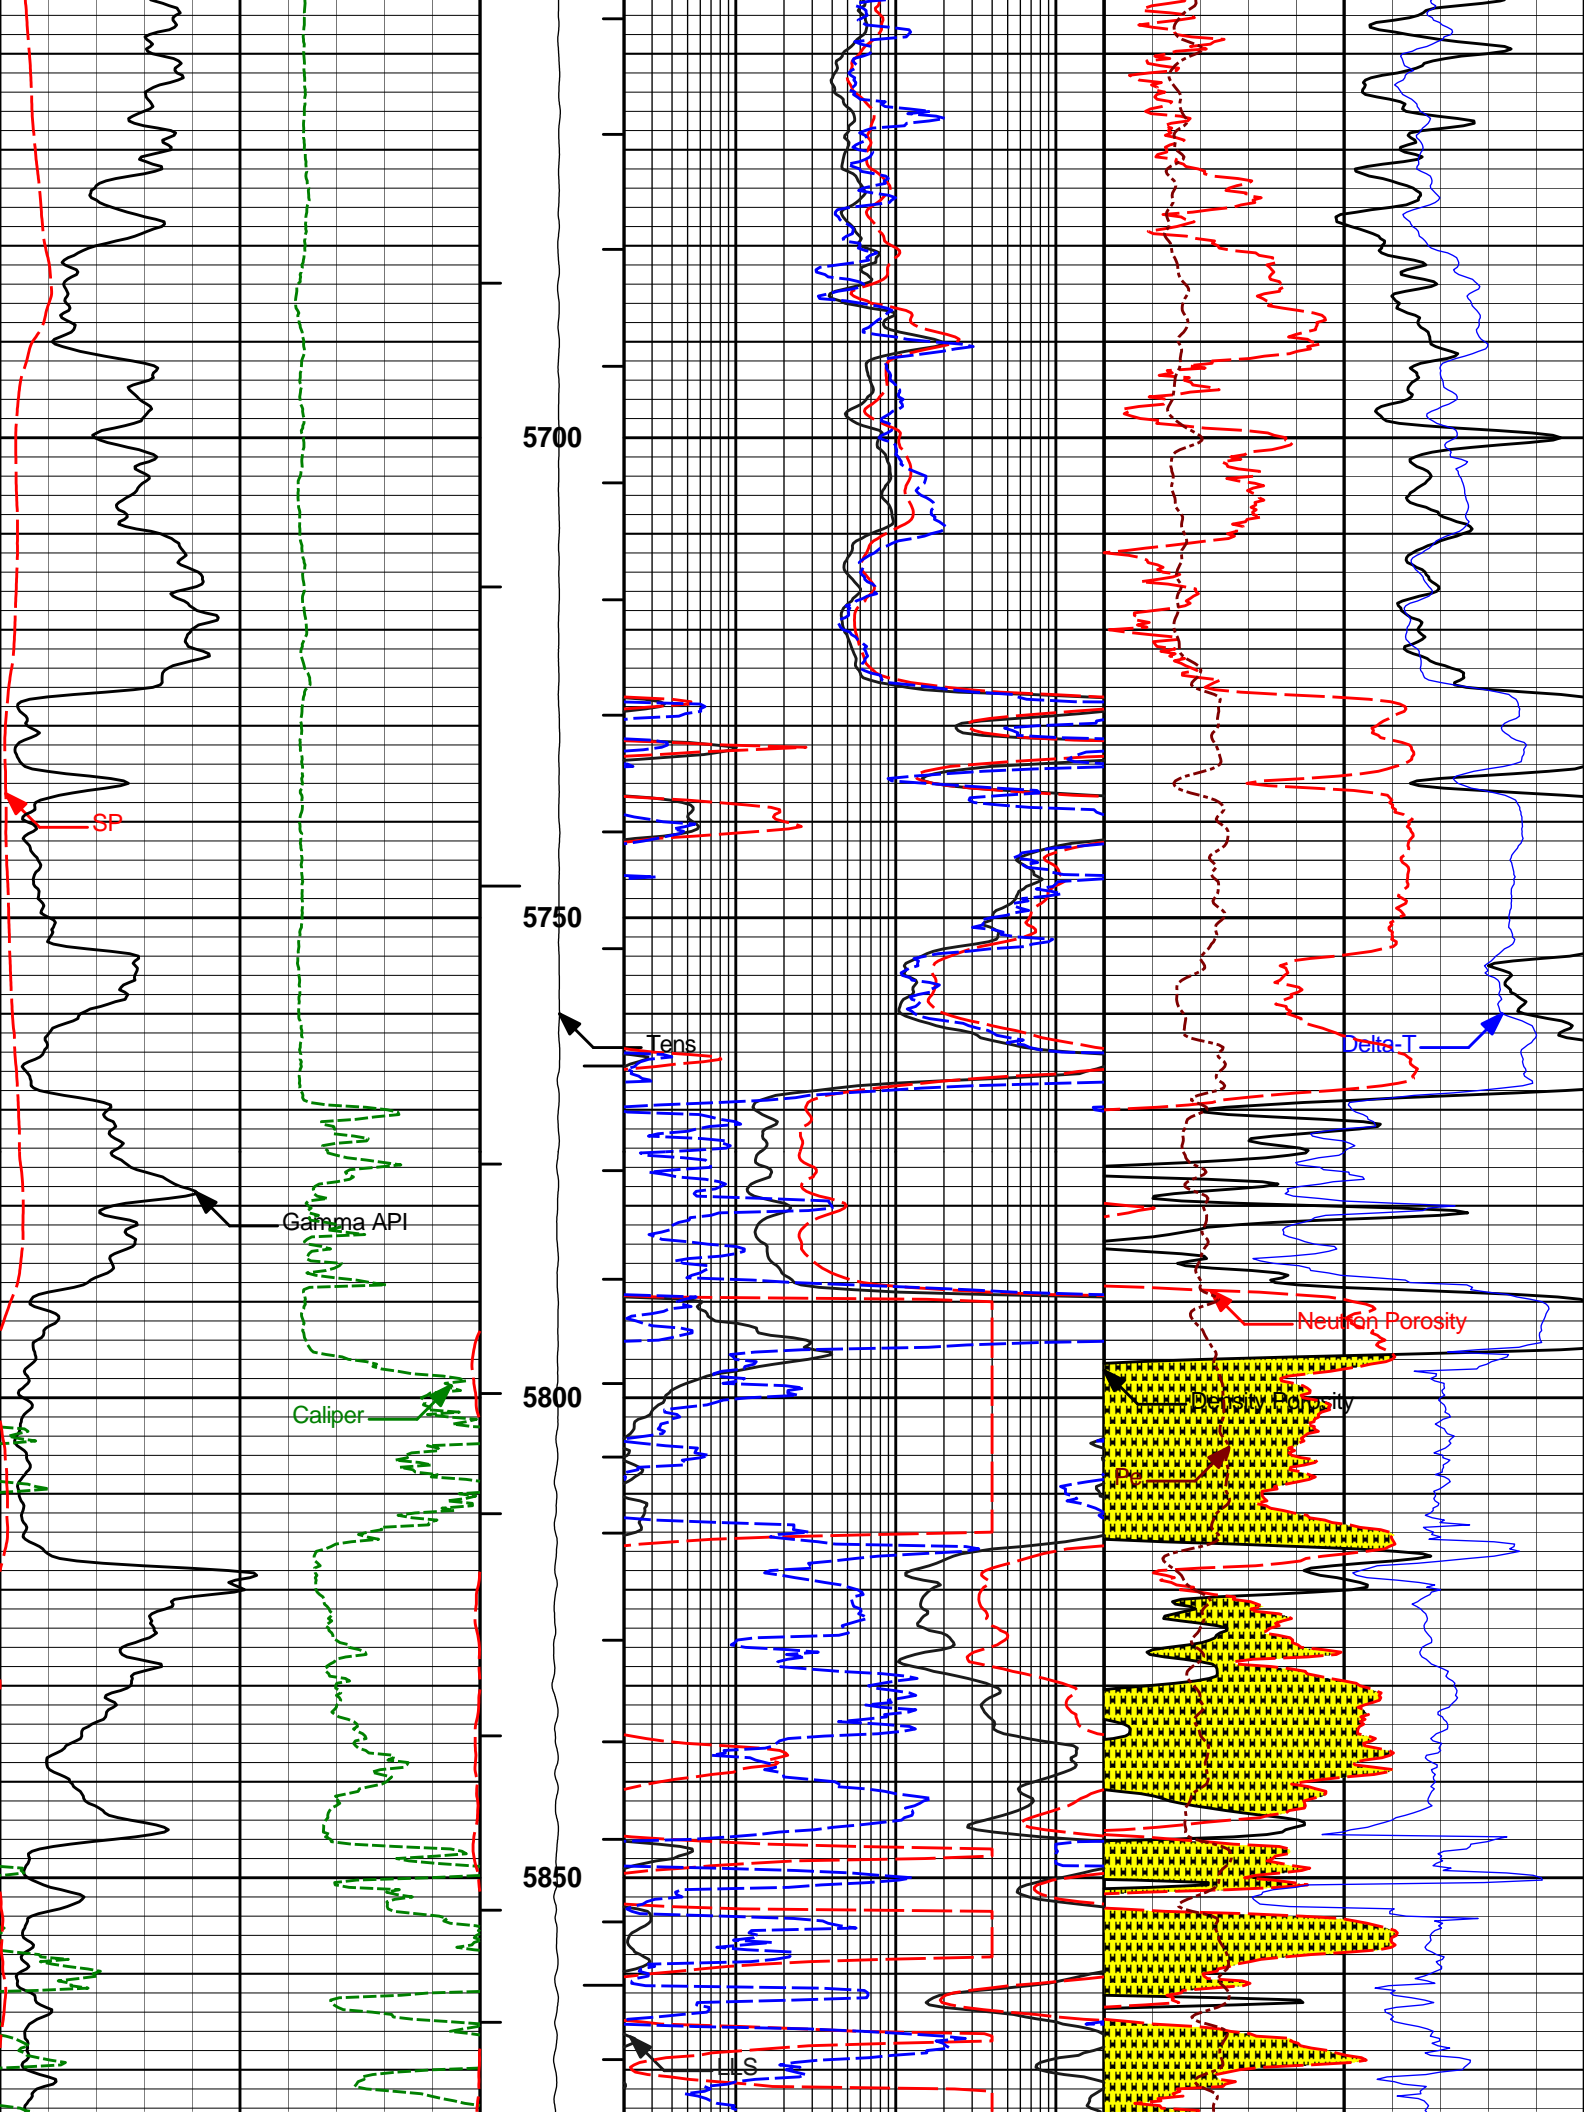 5700
SP
5750
Tens
Delta-T
Gamma API
Neutron Porosity
5800
Density Porosity
Caliper
Pe
5850
LLS